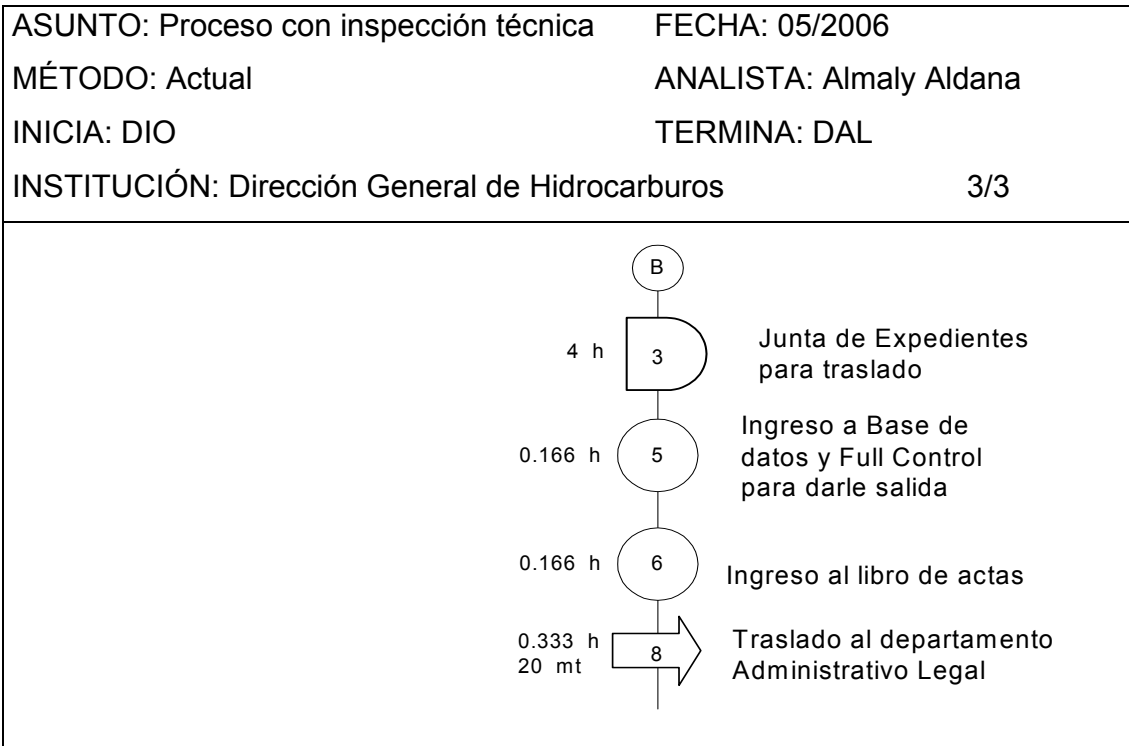 ASUNTO: Proceso con inspección técnica FECHA: 05/2006
MÉTODO: Actual ANALISTA: Almaly Aldana
INICIA: DIO TERMINA: DAL
INSTITUCIÓN: Dirección General de Hidrocarburos 3/3
B
4 h
3
Junta de Expedientes
para traslado
0.166 h
5
Ingreso a Base de
datos y Full Control
para darle salida
0.166 h
6
Ingreso al libro de actas
0.333 h
20 mt
8
Traslado al departamento
Administrativo Legal